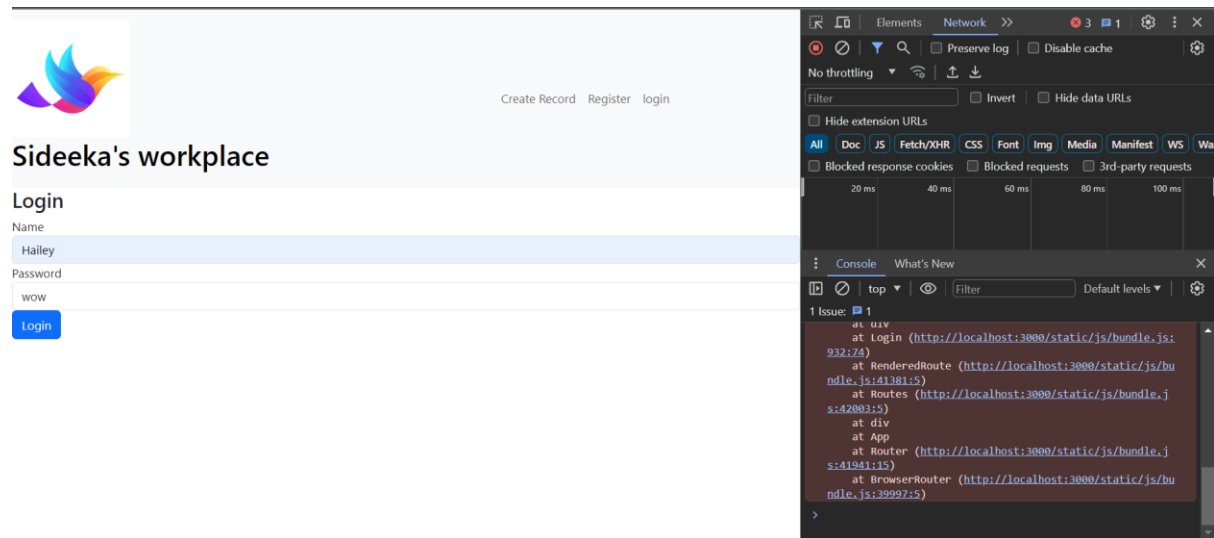 Create Record Register login
Sideeka's workplace
Login
Name
Hailey
Password
wow
Login
Elements Network 3 1
Preserve log Disable cache
No throttling
Filter Invert Hide data URLs
Hide extension URLs
All Doc JS Fetch/XHR CSS Font Img Media Manifest WS Wa
Blocked response cookies Blocked requests 3rd-party requests
20 ms 40 ms 60 ms 80 ms 100 ms
Console What's New
top Filter Default levels
1 Issue: 1
at div
at Login (http://localhost:3000/static/js/bundle.js:
932:74)
at RenderedRoute (http://localhost:3000/static/js/bu
ndle.js:41381:5)
at Routes (http://localhost:3000/static/js/bundle.j
s:42003:5)
at div
at App
at Router (http://localhost:3000/static/js/bundle.j
s:41941:15)
at BrowserRouter (http://localhost:3000/static/js/bu
ndle.js:39997:5)